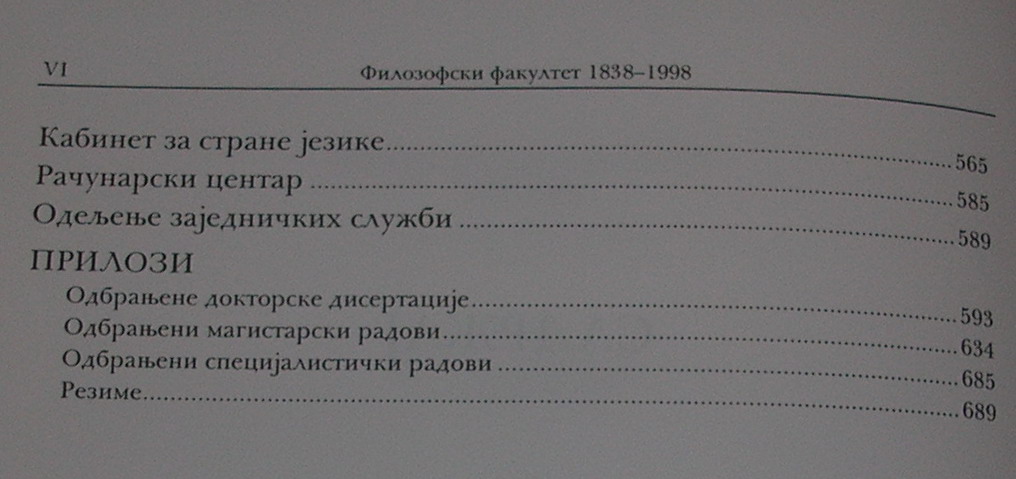 VI Филозофски факултет 1838–1998
Кабинет за стране језике 565
Рачунарски центар 585
Одељење заједничких служби 589
ПРИЛОЗИ
Одбрањене докторске дисертације 593
Одбрањени магистарски радови 634
Одбрањени специјалистички радови 685
Резиме 689